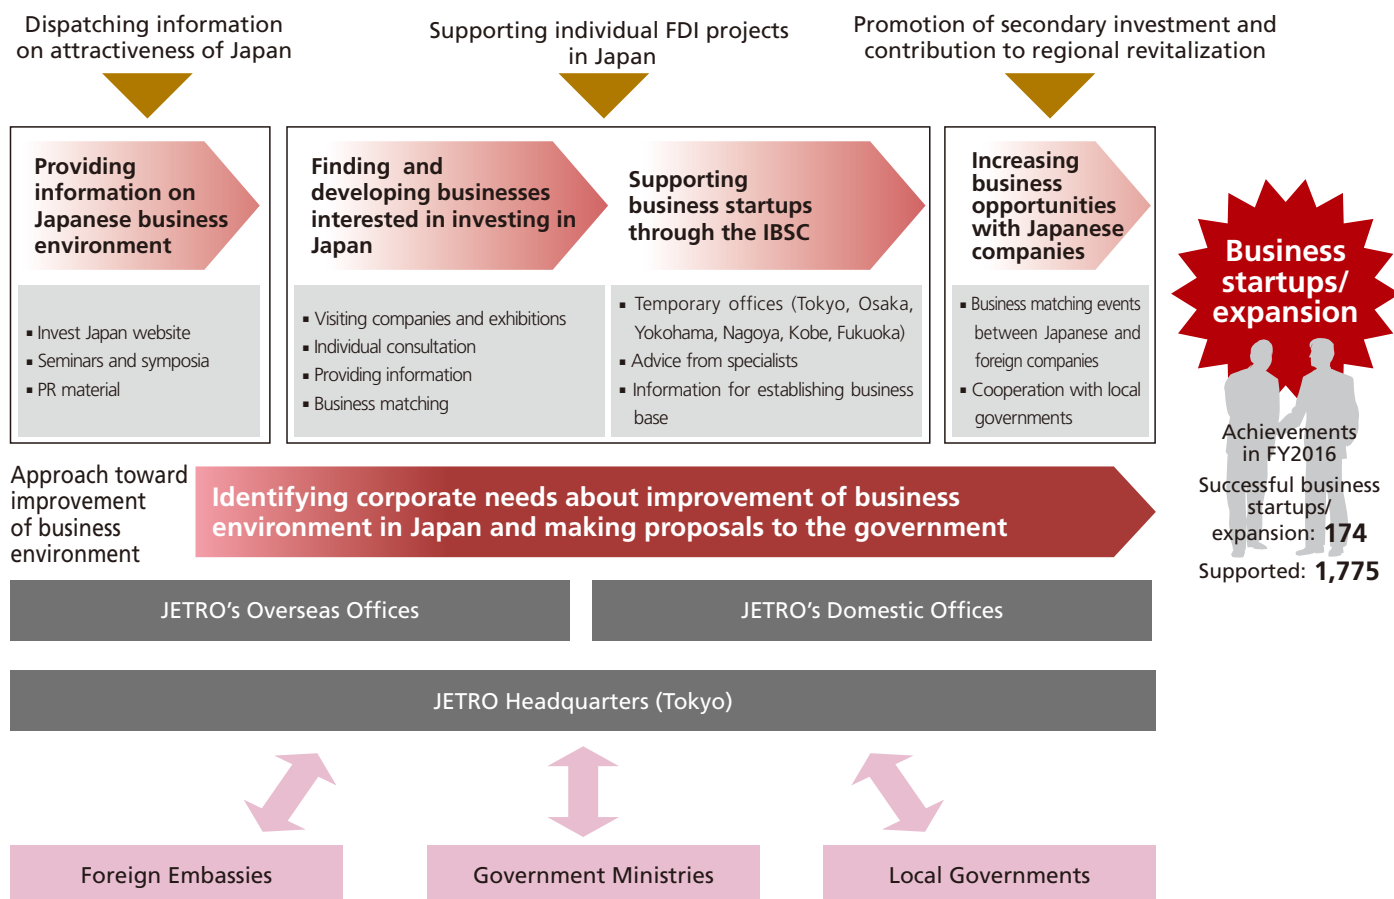 Dispatching information
on attractiveness of Japan
Supporting individual FDI projects
in Japan
Promotion of secondary investment and
contribution to regional revitalization
Providing
information on
Japanese business
environment
▪ Invest Japan website
▪ Seminars and symposia
▪ PR material
Finding and
developing businesses
interested in investing in
Japan
▪ Visiting companies and exhibitions
▪ Individual consultation
▪ Providing information
▪ Business matching
Supporting
business startups
through the IBSC
▪ Temporary offices (Tokyo, Osaka,
Yokohama, Nagoya, Kobe, Fukuoka)
▪ Advice from specialists
▪ Information for establishing business
base
Increasing
business
opportunities
with Japanese
companies
▪ Business matching events
between Japanese and
foreign companies
▪ Cooperation with local
governments
Business
startups/
expansion
Achievements
in FY2016
Successful business
startups/
expansion: 174
Supported: 1,775
Approach toward
improvement
of business
environment
Identifying corporate needs about improvement of business
environment in Japan and making proposals to the government
JETRO's Overseas Offices
JETRO's Domestic Offices
JETRO Headquarters (Tokyo)
Foreign Embassies
Government Ministries
Local Governments